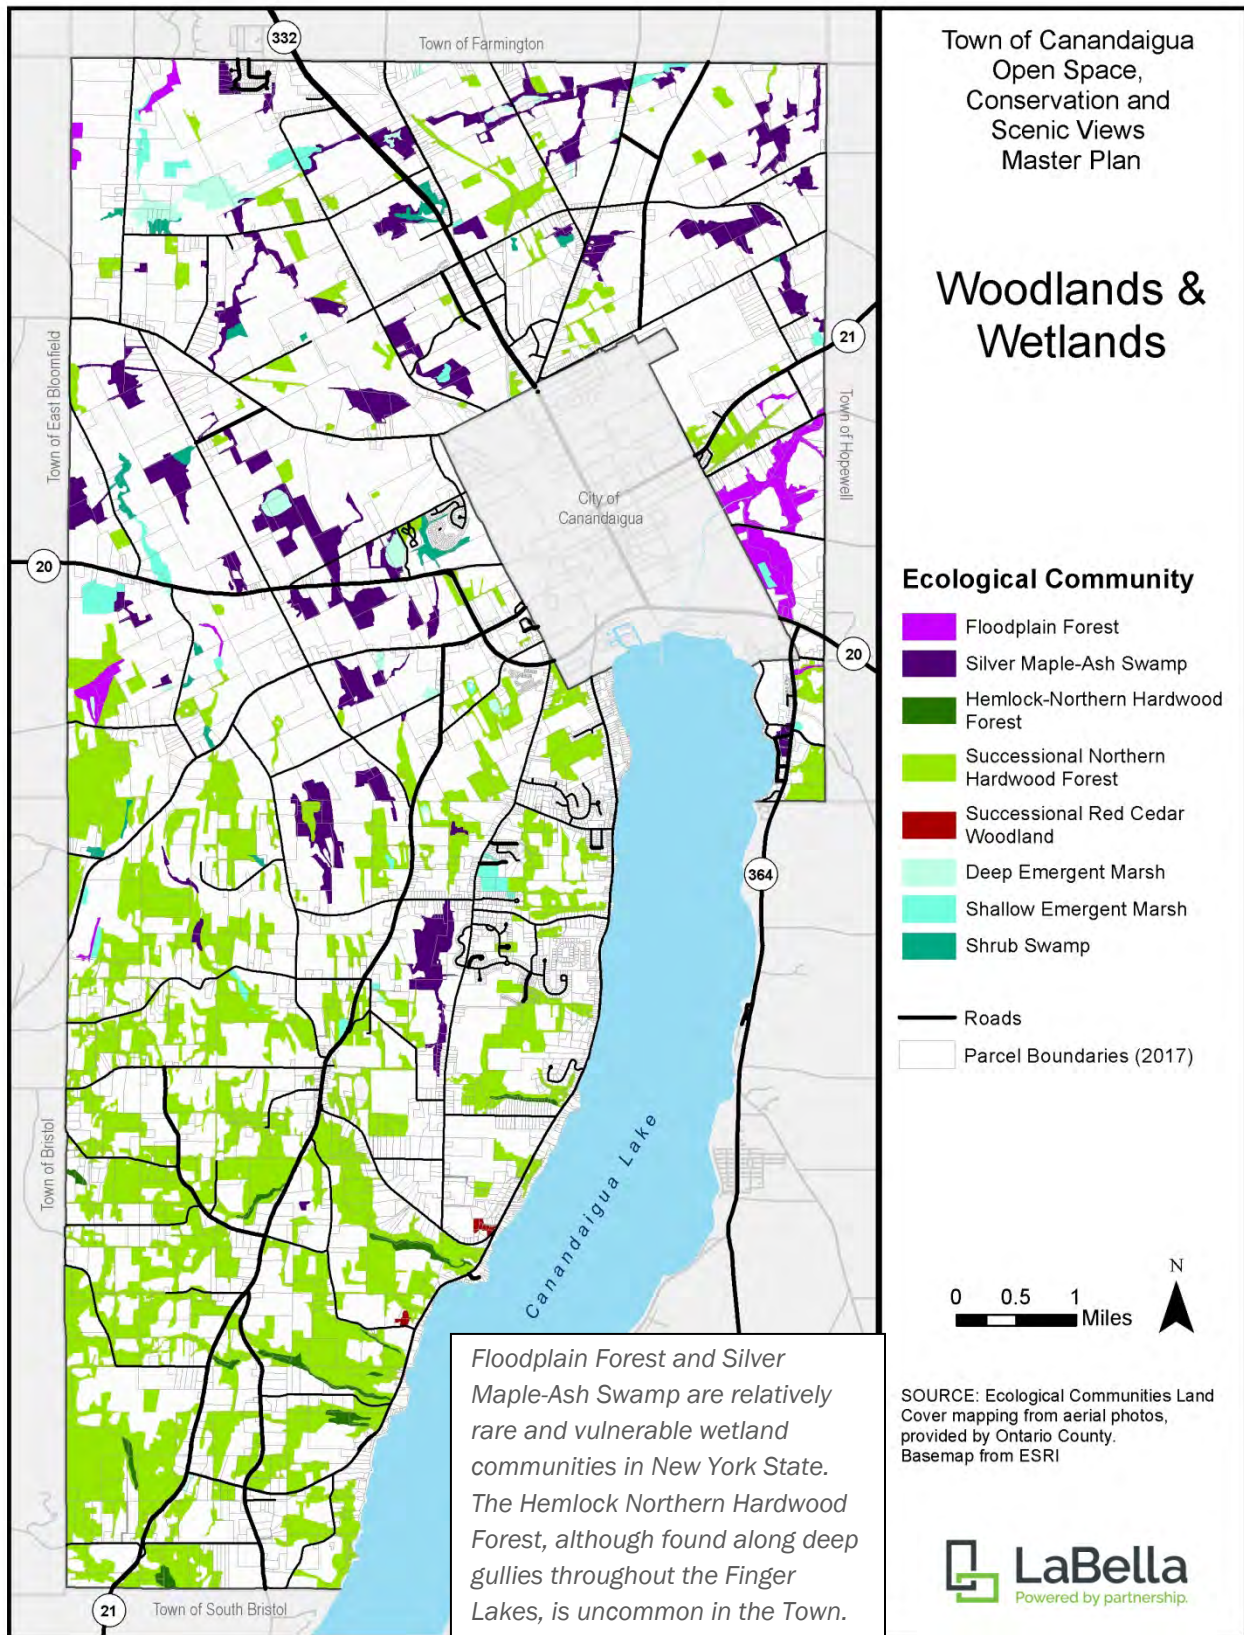 332
Town of Farmington
Town of Canandaigua
Open Space,
Conservation and
Scenic Views
Master Plan
Woodlands &
Wetlands
21
Town of East Bloomfield
Town of Hopewell
City of
Canandaigua
20
20
Ecological Community
Floodplain Forest
Silver Maple-Ash Swamp
Hemlock-Northern Hardwood
Forest
Successional Northern
Hardwood Forest
Successional Red Cedar
Woodland
Deep Emergent Marsh
Shallow Emergent Marsh
Shrub Swamp
Roads
Parcel Boundaries (2017)
364
Town of Bristol
Canandaigua Lake
N
0 0.5 1
Miles
Floodplain Forest and Silver
Maple-Ash Swamp are relatively
rare and vulnerable wetland
communities in New York State.
The Hemlock Northern Hardwood
Forest, although found along deep
gullies throughout the Finger
Lakes, is uncommon in the Town.
SOURCE: Ecological Communities Land
Cover mapping from aerial photos,
provided by Ontario County.
Basemap from ESRI
LaBella
Powered by partnership.
21
Town of South Bristol